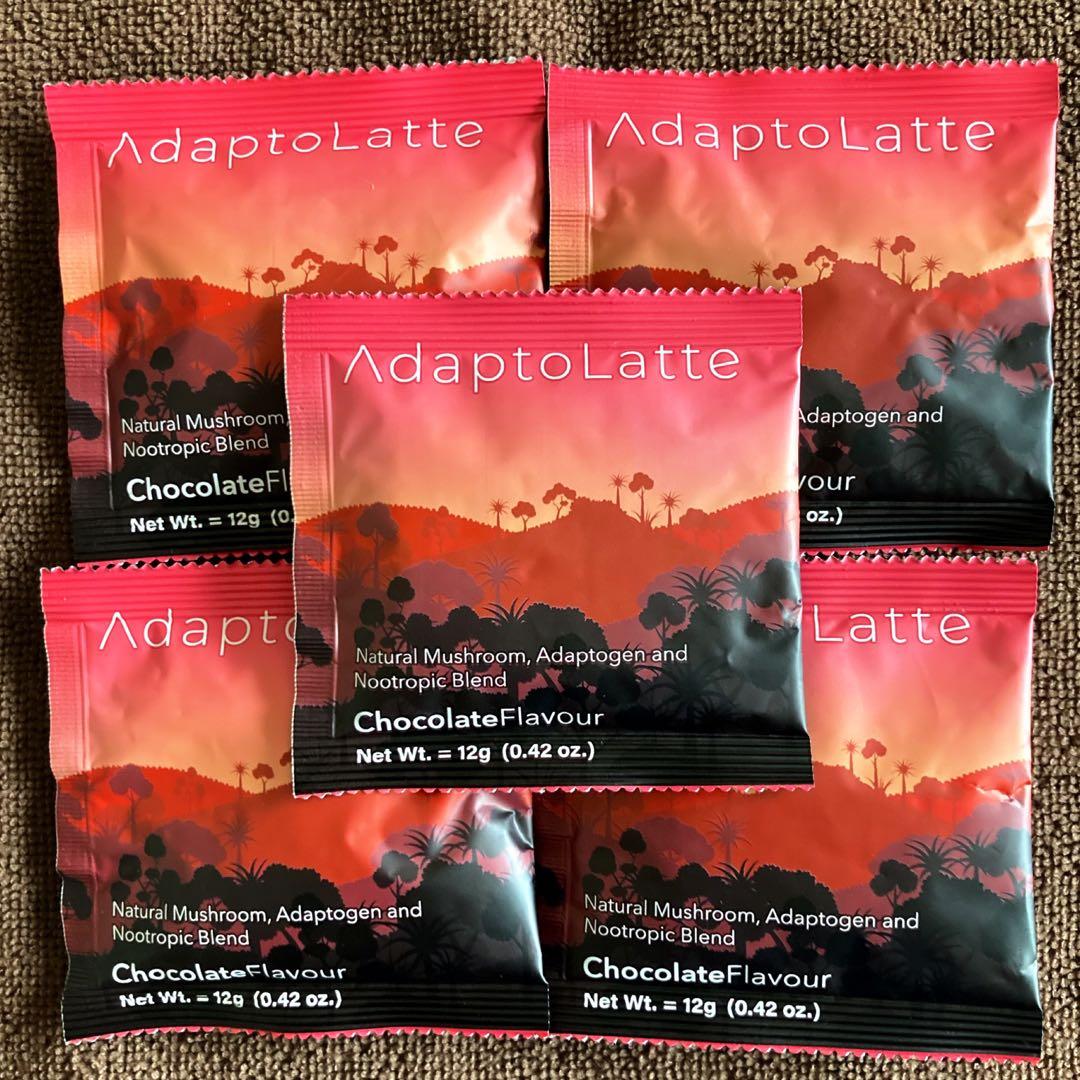 AdaptoLatte
Natural Mushroom,
Nootropic Blend
ChocolateFl
Net Wt. = 12g (0.
AdaptoLatte
Adaptogen and
vour
oz.)
AdaptoLatte
Natural Mushroom, Adaptogen and
Nootropic Blend
ChocolateFlavour
Net Wt. = 12g (0.42 oz.)
Adapto
Natural Mushroom, Adaptogen and
Nootropic Blend
ChocolateFlavour
Net Wt. = 12g (0.42 oz.)
Latte
Natural Mushroom, Adaptogen and
Nootropic Blend
ChocolateFlavour
Net Wt. = 12g (0.42 oz.)